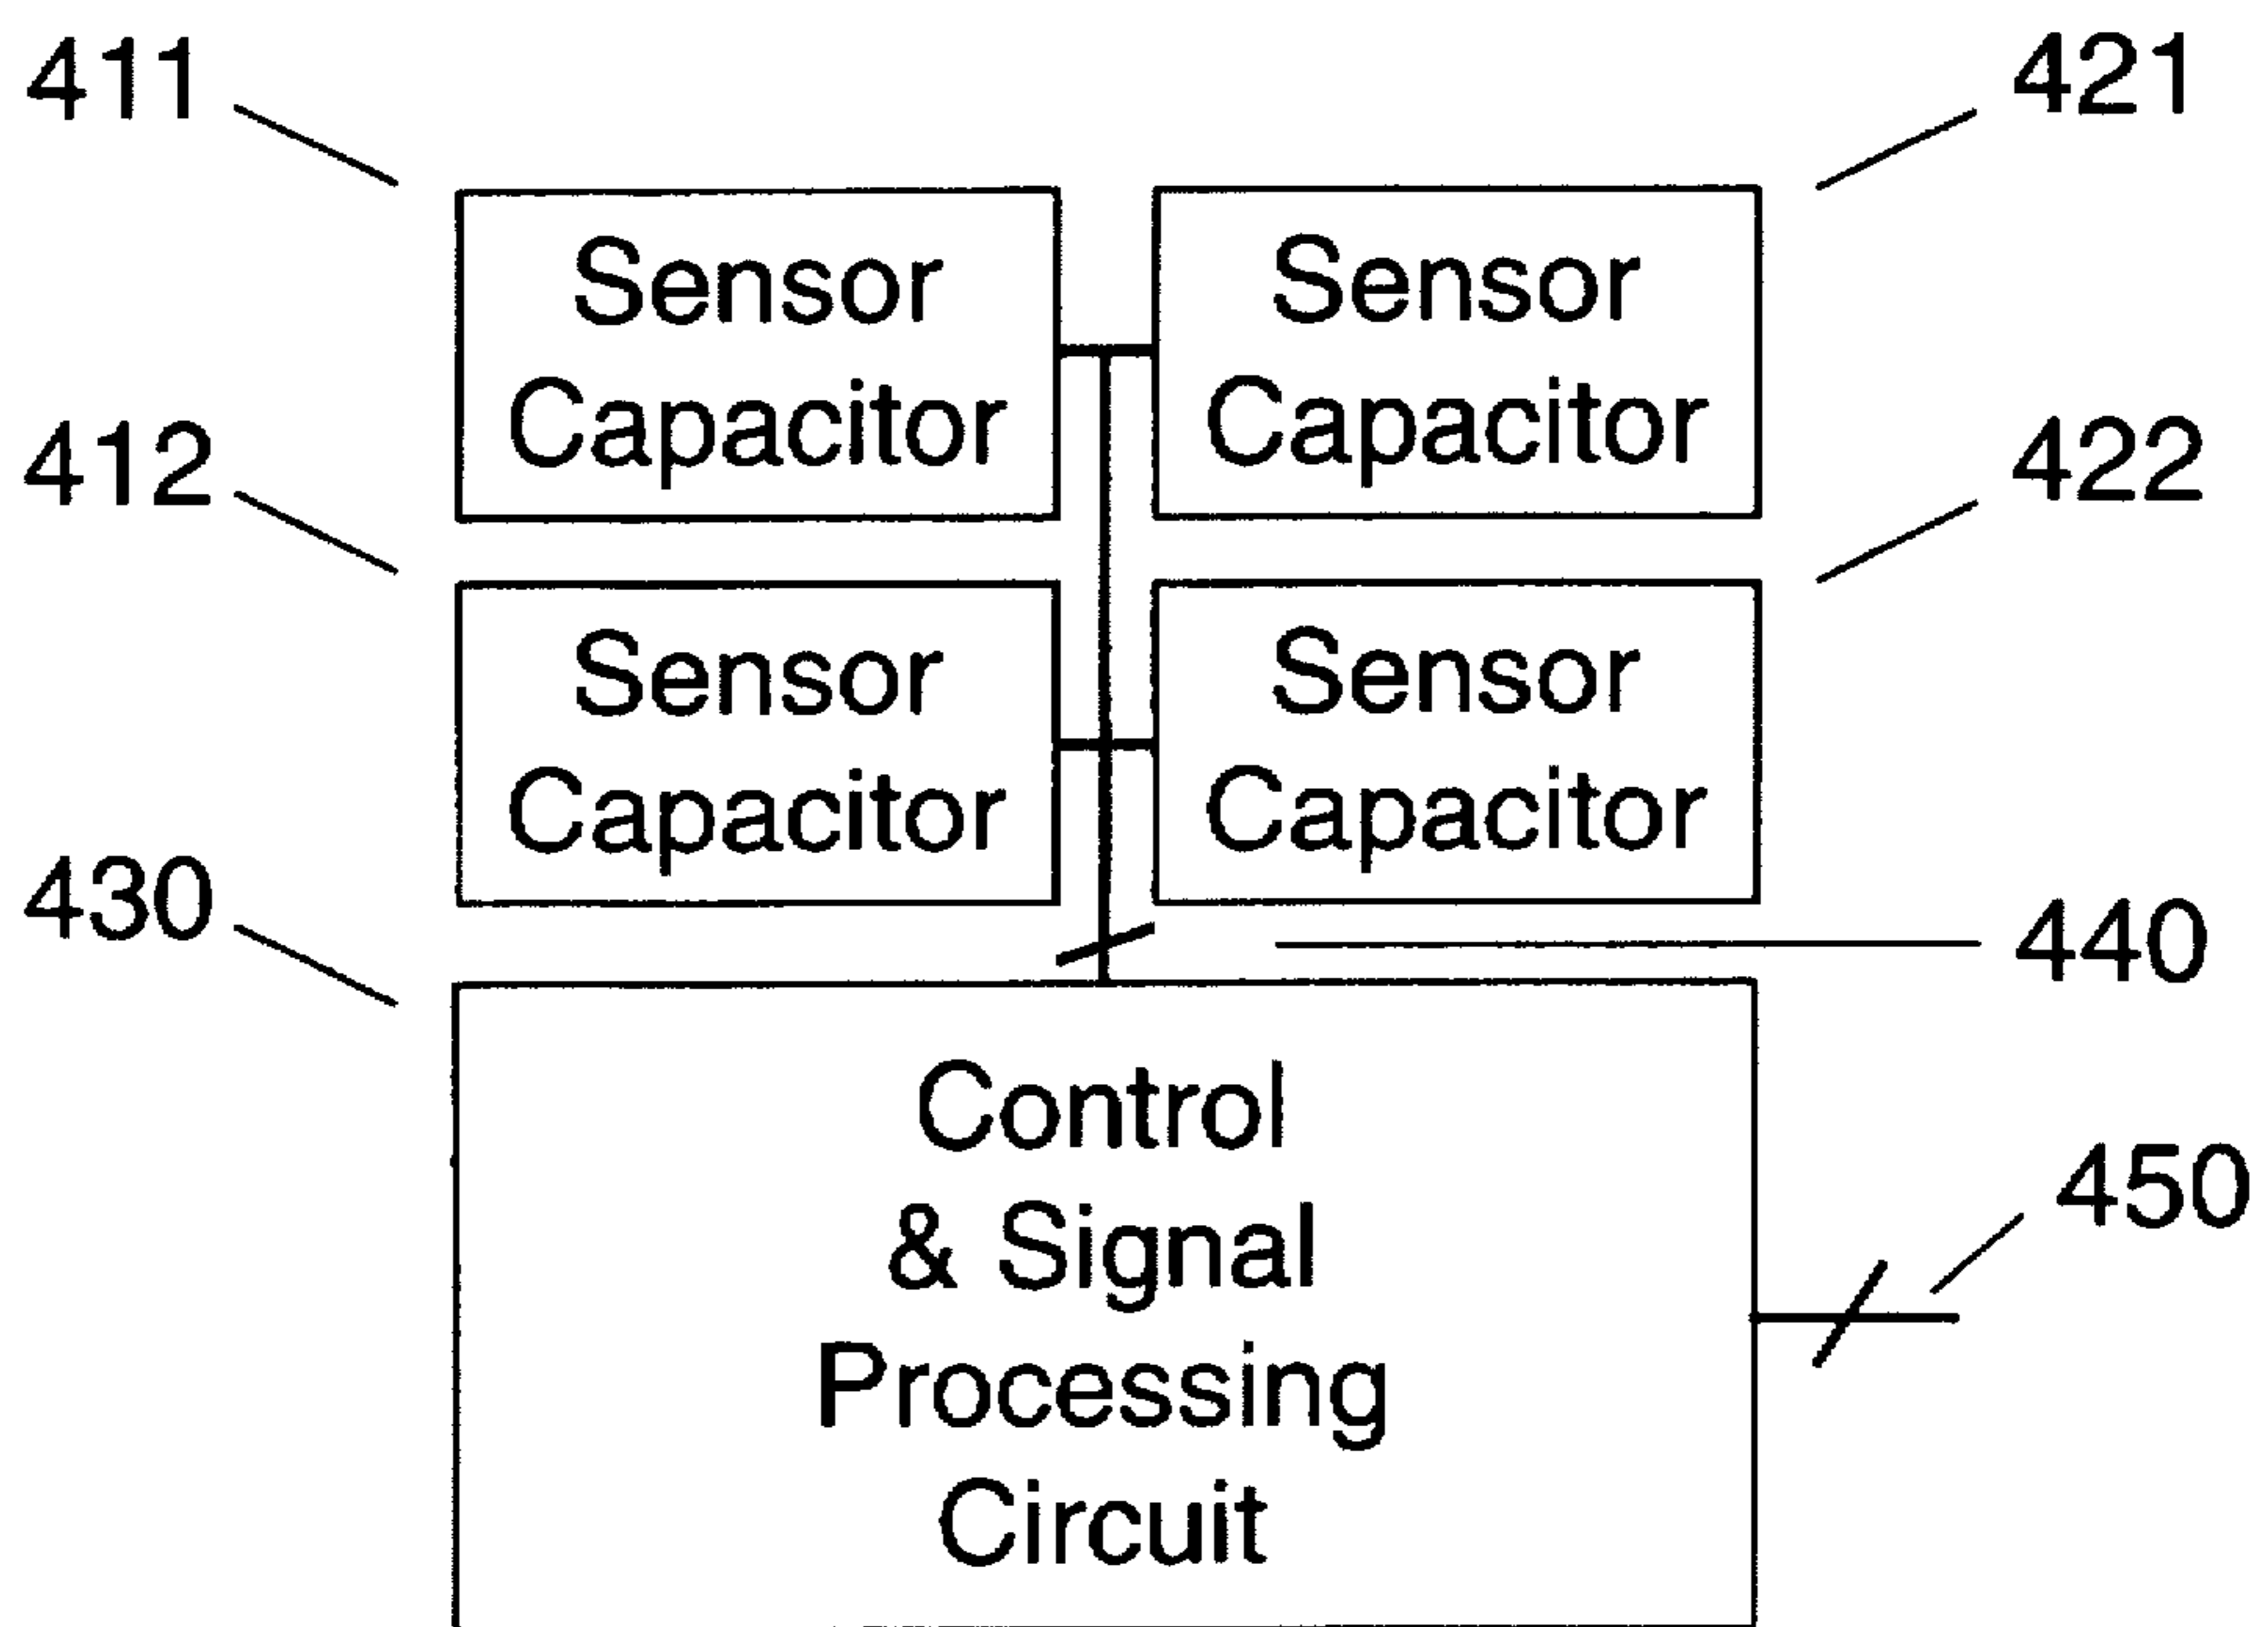 411
421
Sensor
Capacitor
Sensor
Capacitor
412
422
Sensor
Capacitor
Sensor
Capacitor
430
440
Control
& Signal
Processing
Circuit
450